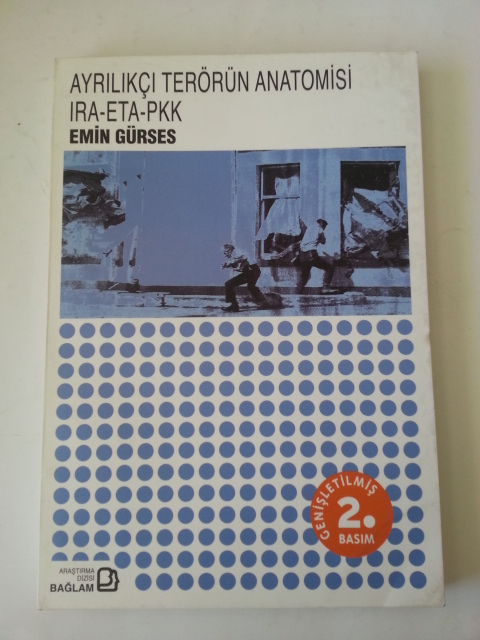 AYRILIKÇI TERÖRÜN ANATOMİSİ
IRA-ETA-PKK
EMİN GÜRSES
GENİŞLETİLMİŞ
2.
BASIM
ARAŞTIRMA
DİZİSİ
BAĞLAM